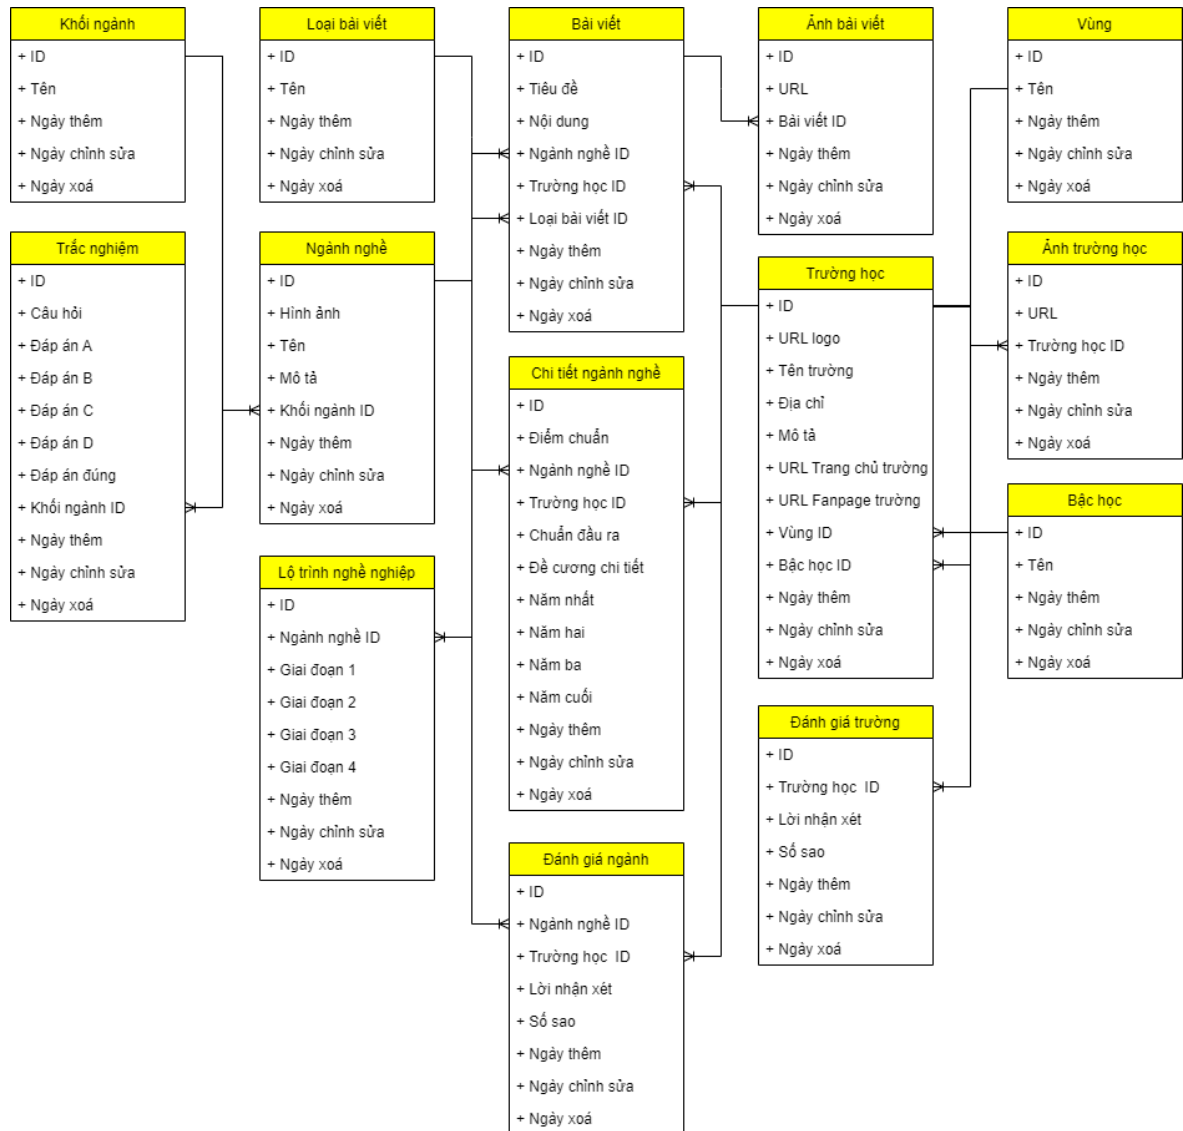 Khối ngành
+ ID
+ Tên
+ Ngày thêm
+ Ngày chỉnh sửa
+ Ngày xoá
Loại bài viết
+ ID
+ Tên
+ Ngày thêm
+ Ngày chỉnh sửa
+ Ngày xoá
Bài viết
+ ID
+ Tiêu đề
+ Nội dung
+ Ngành nghề ID
+ Trường học ID
+ Loại bài viết ID
+ Ngày thêm
+ Ngày chỉnh sửa
+ Ngày xoá
Ảnh bài viết
+ ID
+ URL
+ Bài viết ID
+ Ngày thêm
+ Ngày chỉnh sửa
+ Ngày xoá
Vùng
+ ID
+ Tên
+ Ngày thêm
+ Ngày chỉnh sửa
+ Ngày xoá
Trắc nghiệm
+ ID
+ Câu hỏi
+ Đáp án A
+ Đáp án B
+ Đáp án C
+ Đáp án D
+ Đáp án đúng
+ Khối ngành ID
+ Ngày thêm
+ Ngày chỉnh sửa
+ Ngày xoá
Ngành nghề
+ ID
+ Hình ảnh
+ Tên
+ Mô tả
+ Khối ngành ID
+ Ngày thêm
+ Ngày chỉnh sửa
+ Ngày xoá
Trường học
+ ID
+ URL logo
+ Tên trường
+ Địa chỉ
+ Mô tả
+ URL Trang chủ trường
+ URL Fanpage trường
+ Vùng ID
+ Bậc học ID
+ Ngày thêm
+ Ngày chỉnh sửa
+ Ngày xoá
Ảnh trường học
+ ID
+ URL
+ Trường học ID
+ Ngày thêm
+ Ngày chỉnh sửa
+ Ngày xoá
Chi tiết ngành nghề
+ ID
+ Điểm chuẩn
+ Ngành nghề ID
+ Trường học ID
+ Chuẩn đầu ra
+ Đề cương chi tiết
+ Năm nhất
+ Năm hai
+ Năm ba
+ Năm cuối
+ Ngày thêm
+ Ngày chỉnh sửa
+ Ngày xoá
Bậc học
+ ID
+ Tên
+ Ngày thêm
+ Ngày chỉnh sửa
+ Ngày xoá
Lộ trình nghề nghiệp
+ ID
+ Ngành nghề ID
+ Giai đoạn 1
+ Giai đoạn 2
+ Giai đoạn 3
+ Giai đoạn 4
+ Ngày thêm
+ Ngày chỉnh sửa
+ Ngày xoá
Đánh giá trường
+ ID
+ Trường học ID
+ Lời nhận xét
+ Số sao
+ Ngày thêm
+ Ngày chỉnh sửa
+ Ngày xoá
Đánh giá ngành
+ ID
+ Ngành nghề ID
+ Trường học ID
+ Lời nhận xét
+ Số sao
+ Ngày thêm
+ Ngày chỉnh sửa
+ Ngày xoá